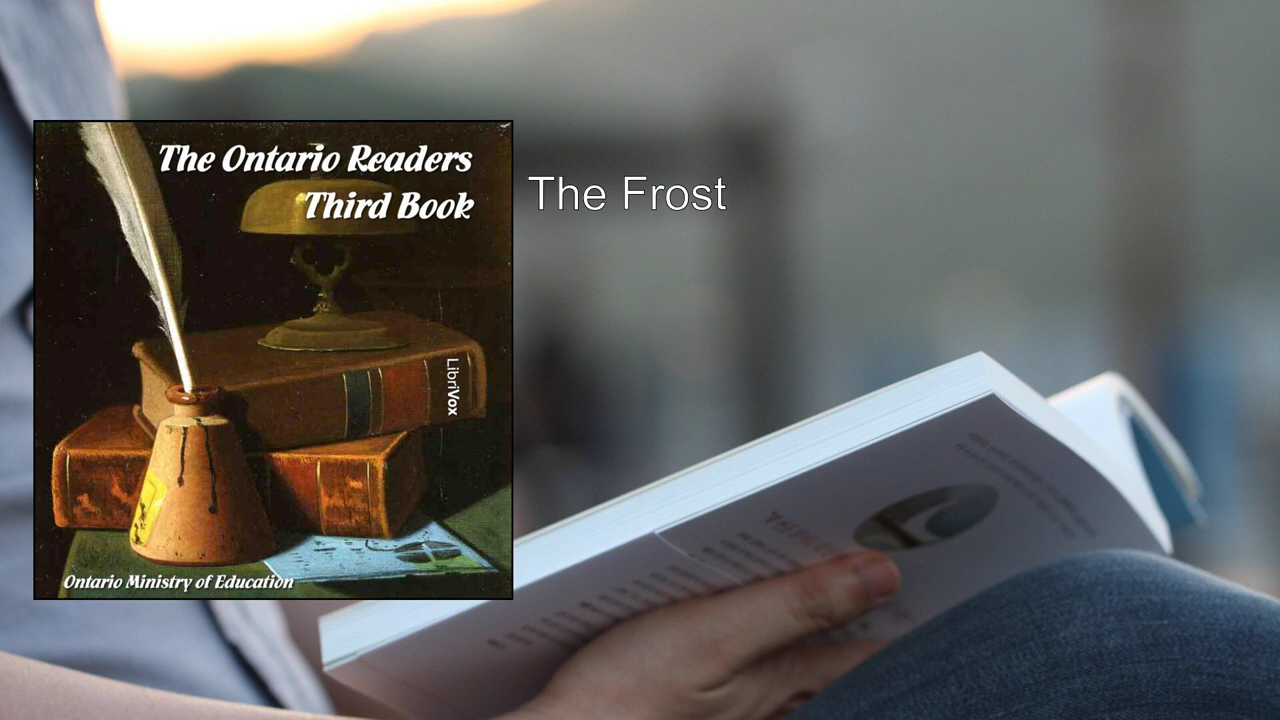 The Ontario Readers
Third Book
The Frost
LibriVox
Ontario Ministry of Education